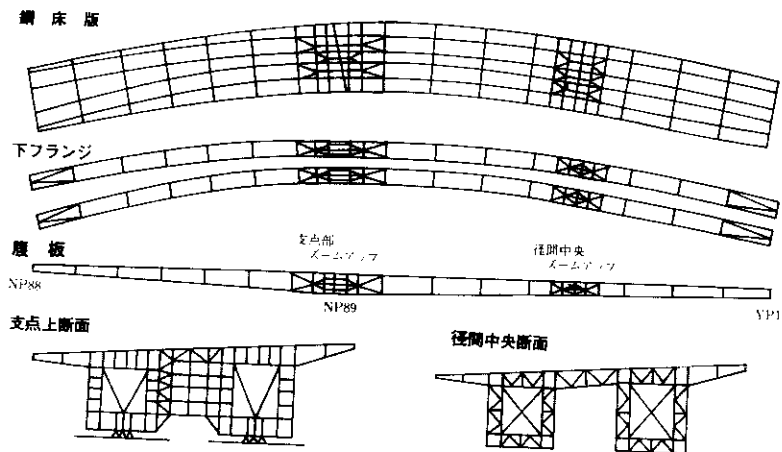 鋼床版
下フランジ
支点部
ズームアップ
径間中央
ズームアップ
腹板
NP88
NP89
YP1
支点上断面
径間中央断面